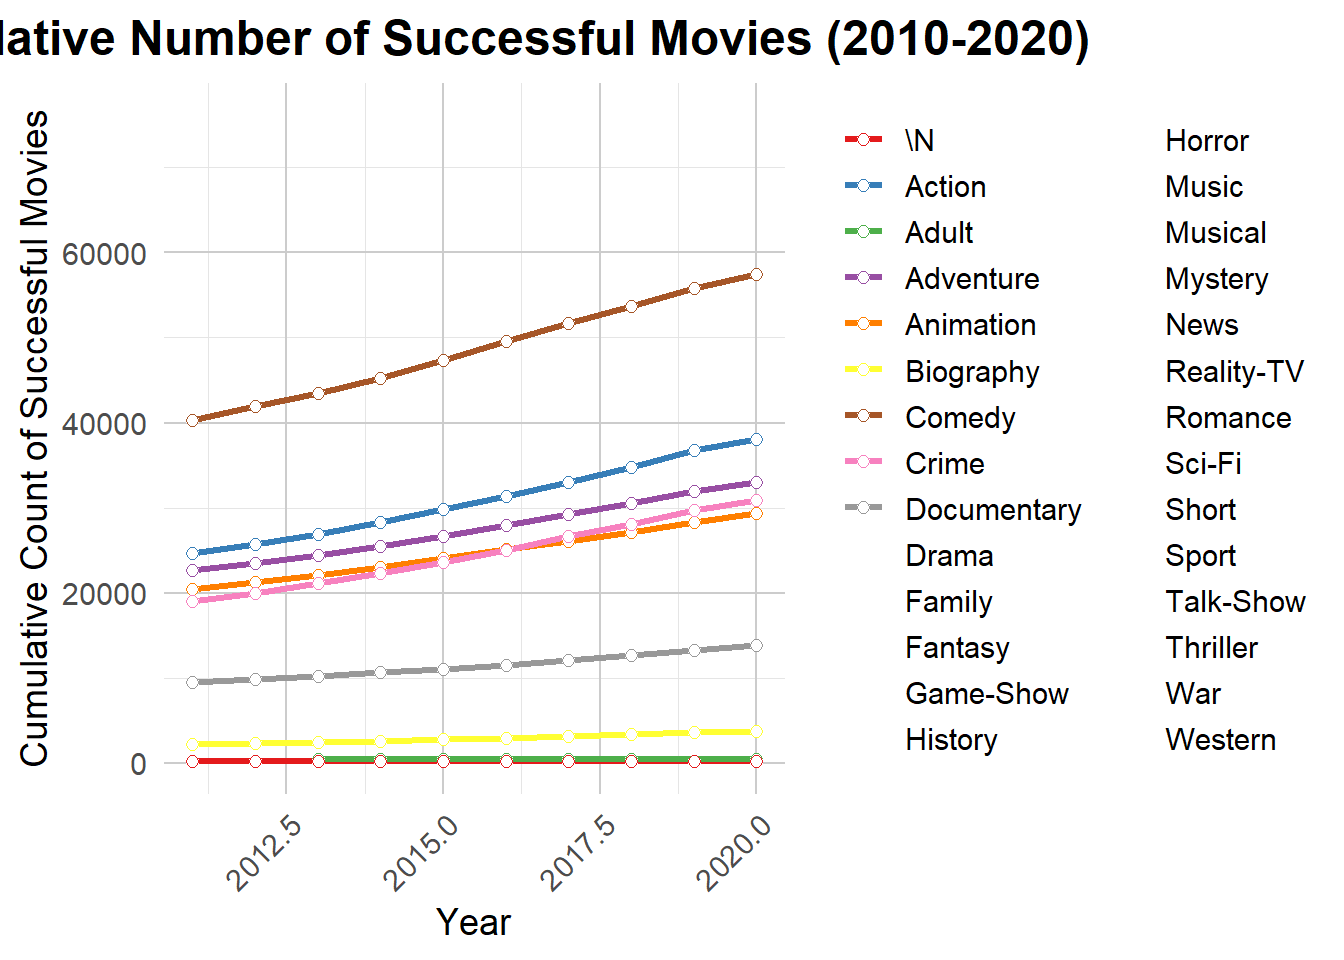 lative Number of Successful Movies (2010-2020)
Cumulative Count of Successful Movies
60000
40000
20000
0
2012.5
2015.0
2017.5
2020.0
Year
\N
Action
Adult
Adventure
Animation
Biography
Comedy
Crime
Documentary
Drama
Family
Fantasy
Game-Show
History
Horror
Music
Musical
Mystery
News
Reality-TV
Romance
Sci-Fi
Short
Sport
Talk-Show
Thriller
War
Western